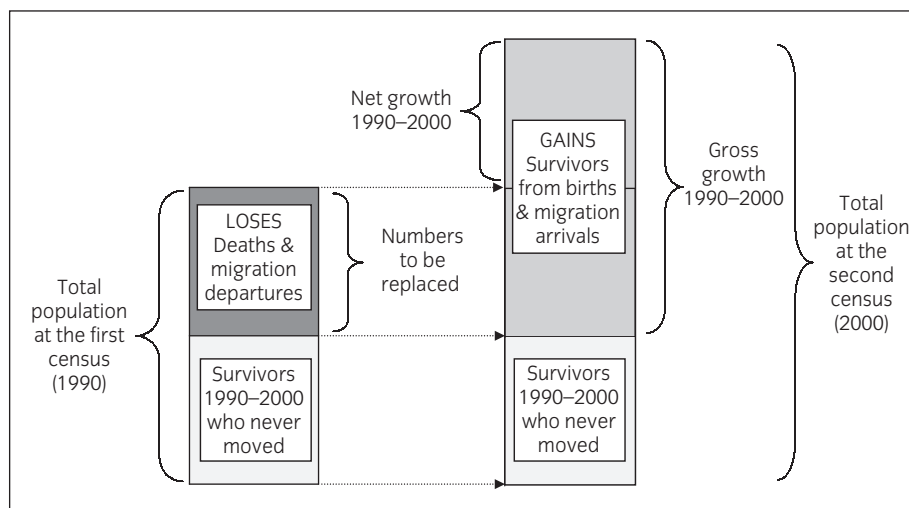 Net growth
1990–2000
GAINS
Survivors
from births
& migration
arrivals
Gross
growth
1990–2000
LOSES
Deaths &
migration
departures
Numbers
to be
replaced
Total
population
at the first
census
(1990)
Total
population
at the
second
census
(2000)
Survivors
1990–2000
who never
moved
Survivors
1990–2000
who never
moved